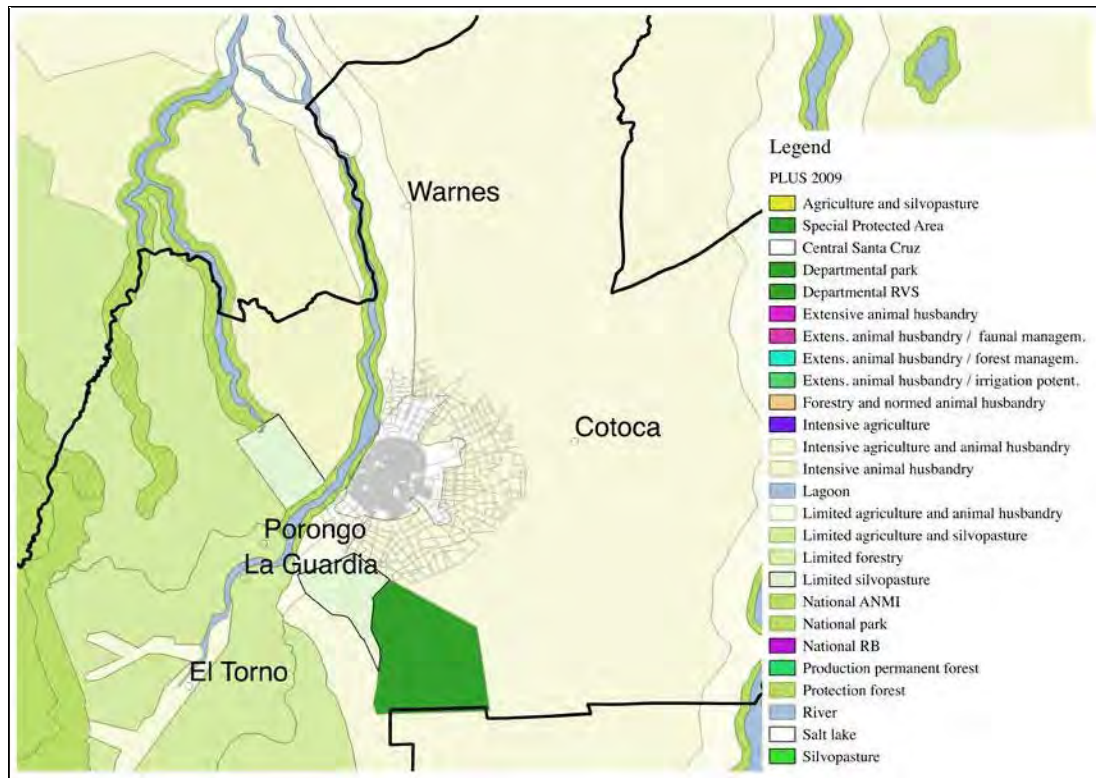 Warnes
Cotoca
Porongo
La Guardia
El Torno
Legend
PLUS 2009
Agriculture and silvopasture
Special Protected Area
Central Santa Cruz
Departmental park
Departmental RVS
Extensive animal husbandry
Extens. animal husbandry / faunal managem.
Extens. animal husbandry / forest managem.
Extens. animal husbandry / irrigation potent.
Forestry and normed animal husbandry
Intensive agriculture
Intensive agriculture and animal husbandry
Intensive animal husbandry
Lagoon
Limited agriculture and animal husbandry
Limited agriculture and silvopasture
Limited forestry
Limited silvopasture
National ANMI
National park
National RB
Production permanent forest
Protection forest
River
Salt lake
Silvopasture